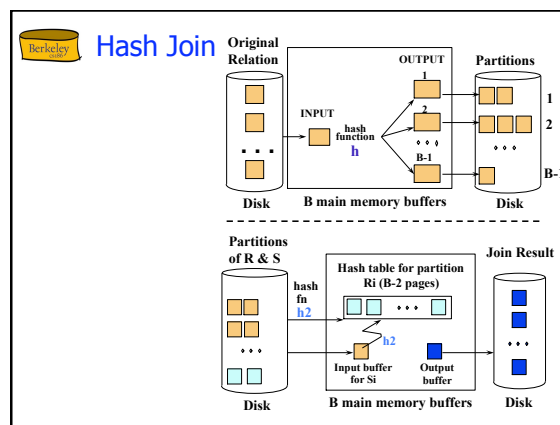 Berkeley
cs186
Hash Join
Original
Relation
OUTPUT
Partitions
1
INPUT
2
hash
function
h
B-1
1
2
B-1
Disk
B main memory buffers
Disk
Partitions
of R & S
Join Result
hash
fn
h2
Hash table for partition
Ri (B-2 pages)
h2
Input buffer
for Si
Output
buffer
Disk
B main memory buffers
Disk